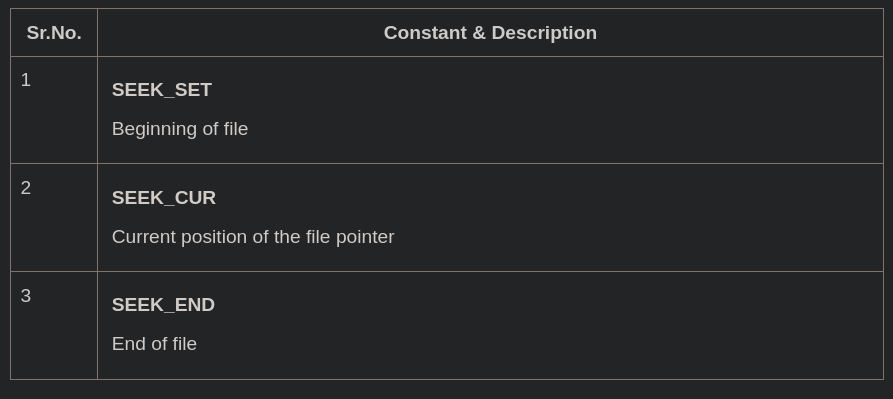 Sr.No. Constant & Description
1
SEEK_SET
Beginning of file
2
SEEK_CUR
Current position of the file pointer
3
SEEK_END
End of file